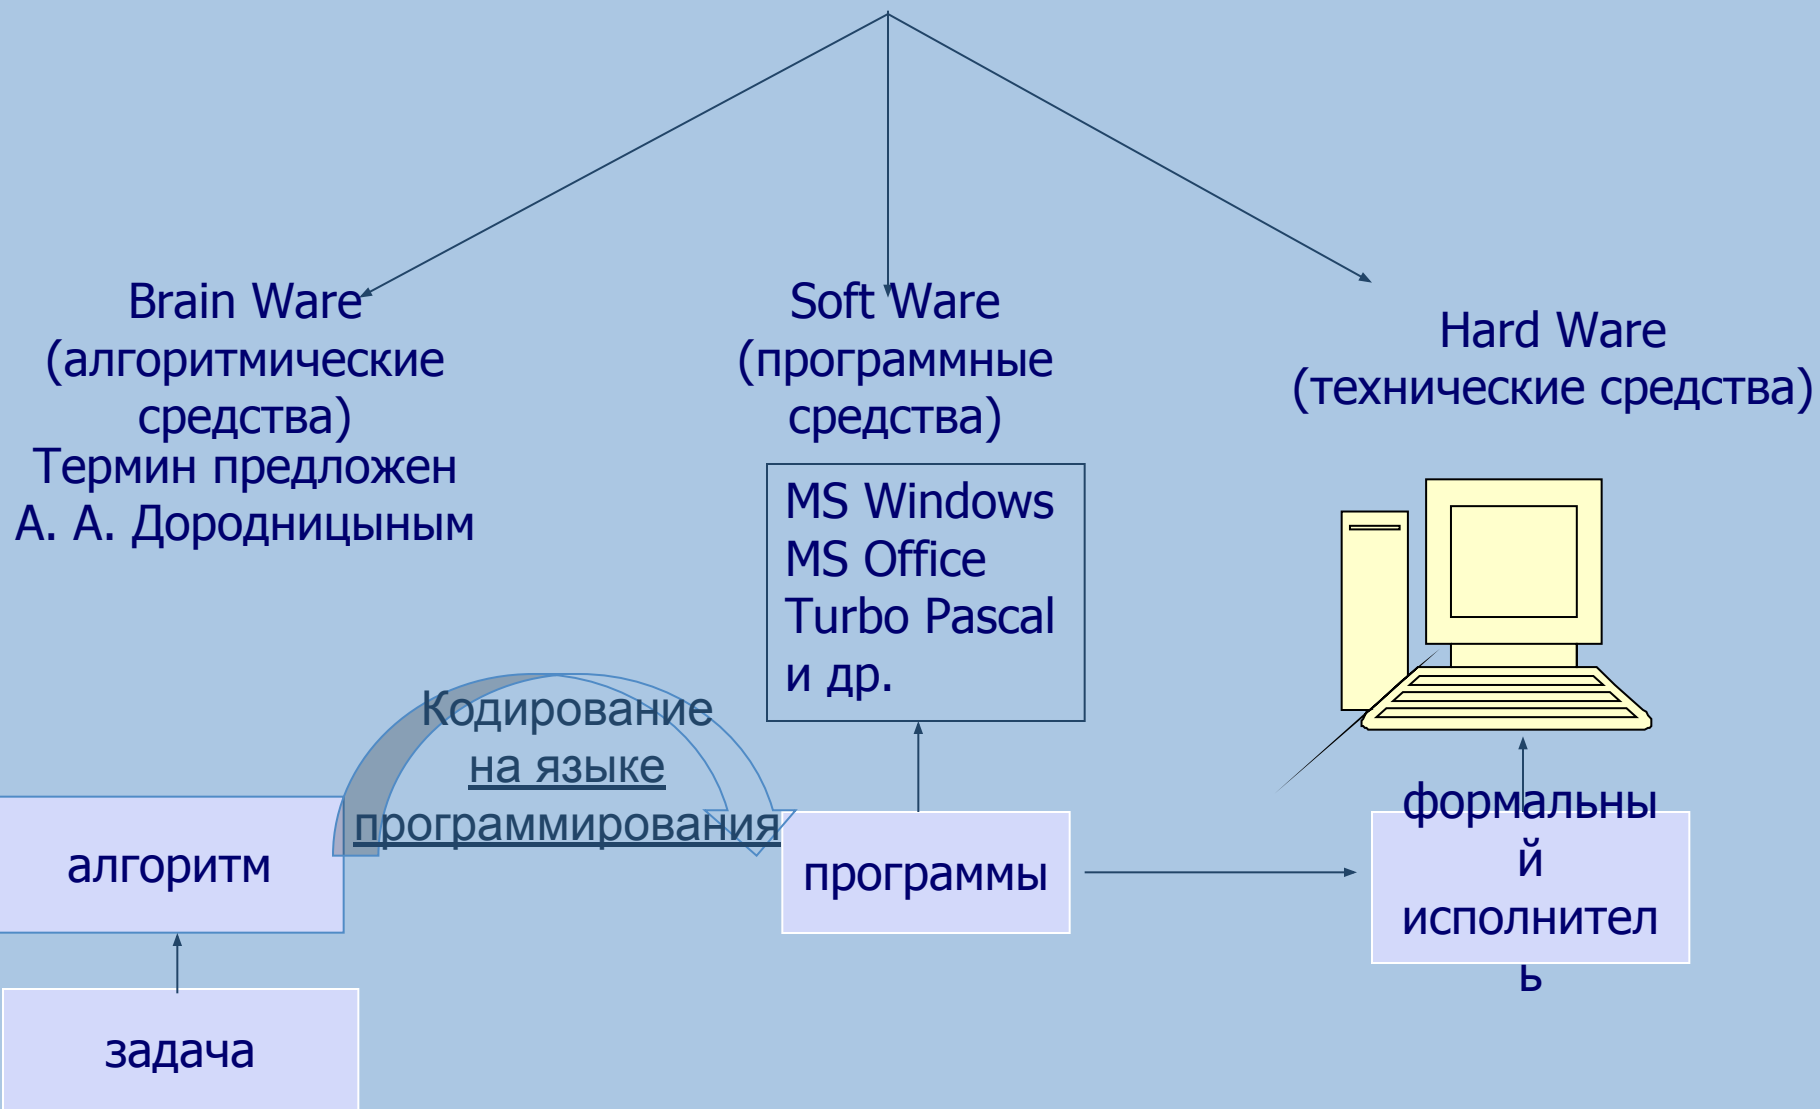 Brain Ware
(алгоритмические
средства)
Термин предложен
А. А. Дородницыным
Soft Ware
(программные
средства)
Hard Ware
(технические средства)
MS Windows
MS Office
Turbo Pascal
и др.
Кодирование
на языке
программирования
алгоритм
программы
формальны
й
исполнител
ь
задача